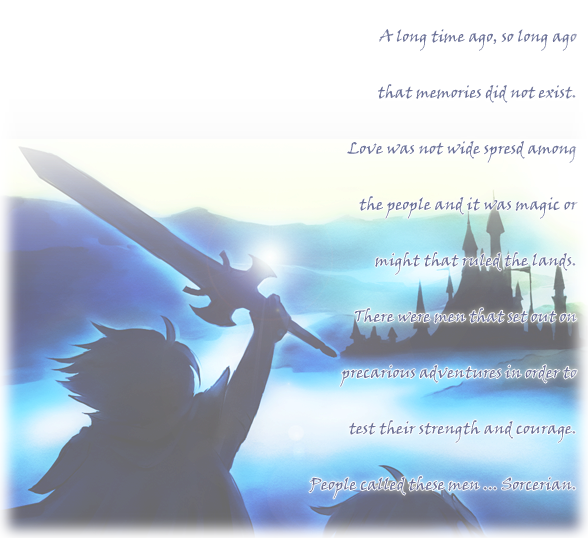 A long time ago, so long ago
that memories did not exist.
Love was not wide spresd among
the people and it was magic or
might that ruled the lands.
There were men that set out on
precarious adventures in order to
test their strength and courage.
People called these men ... Sorcerian.